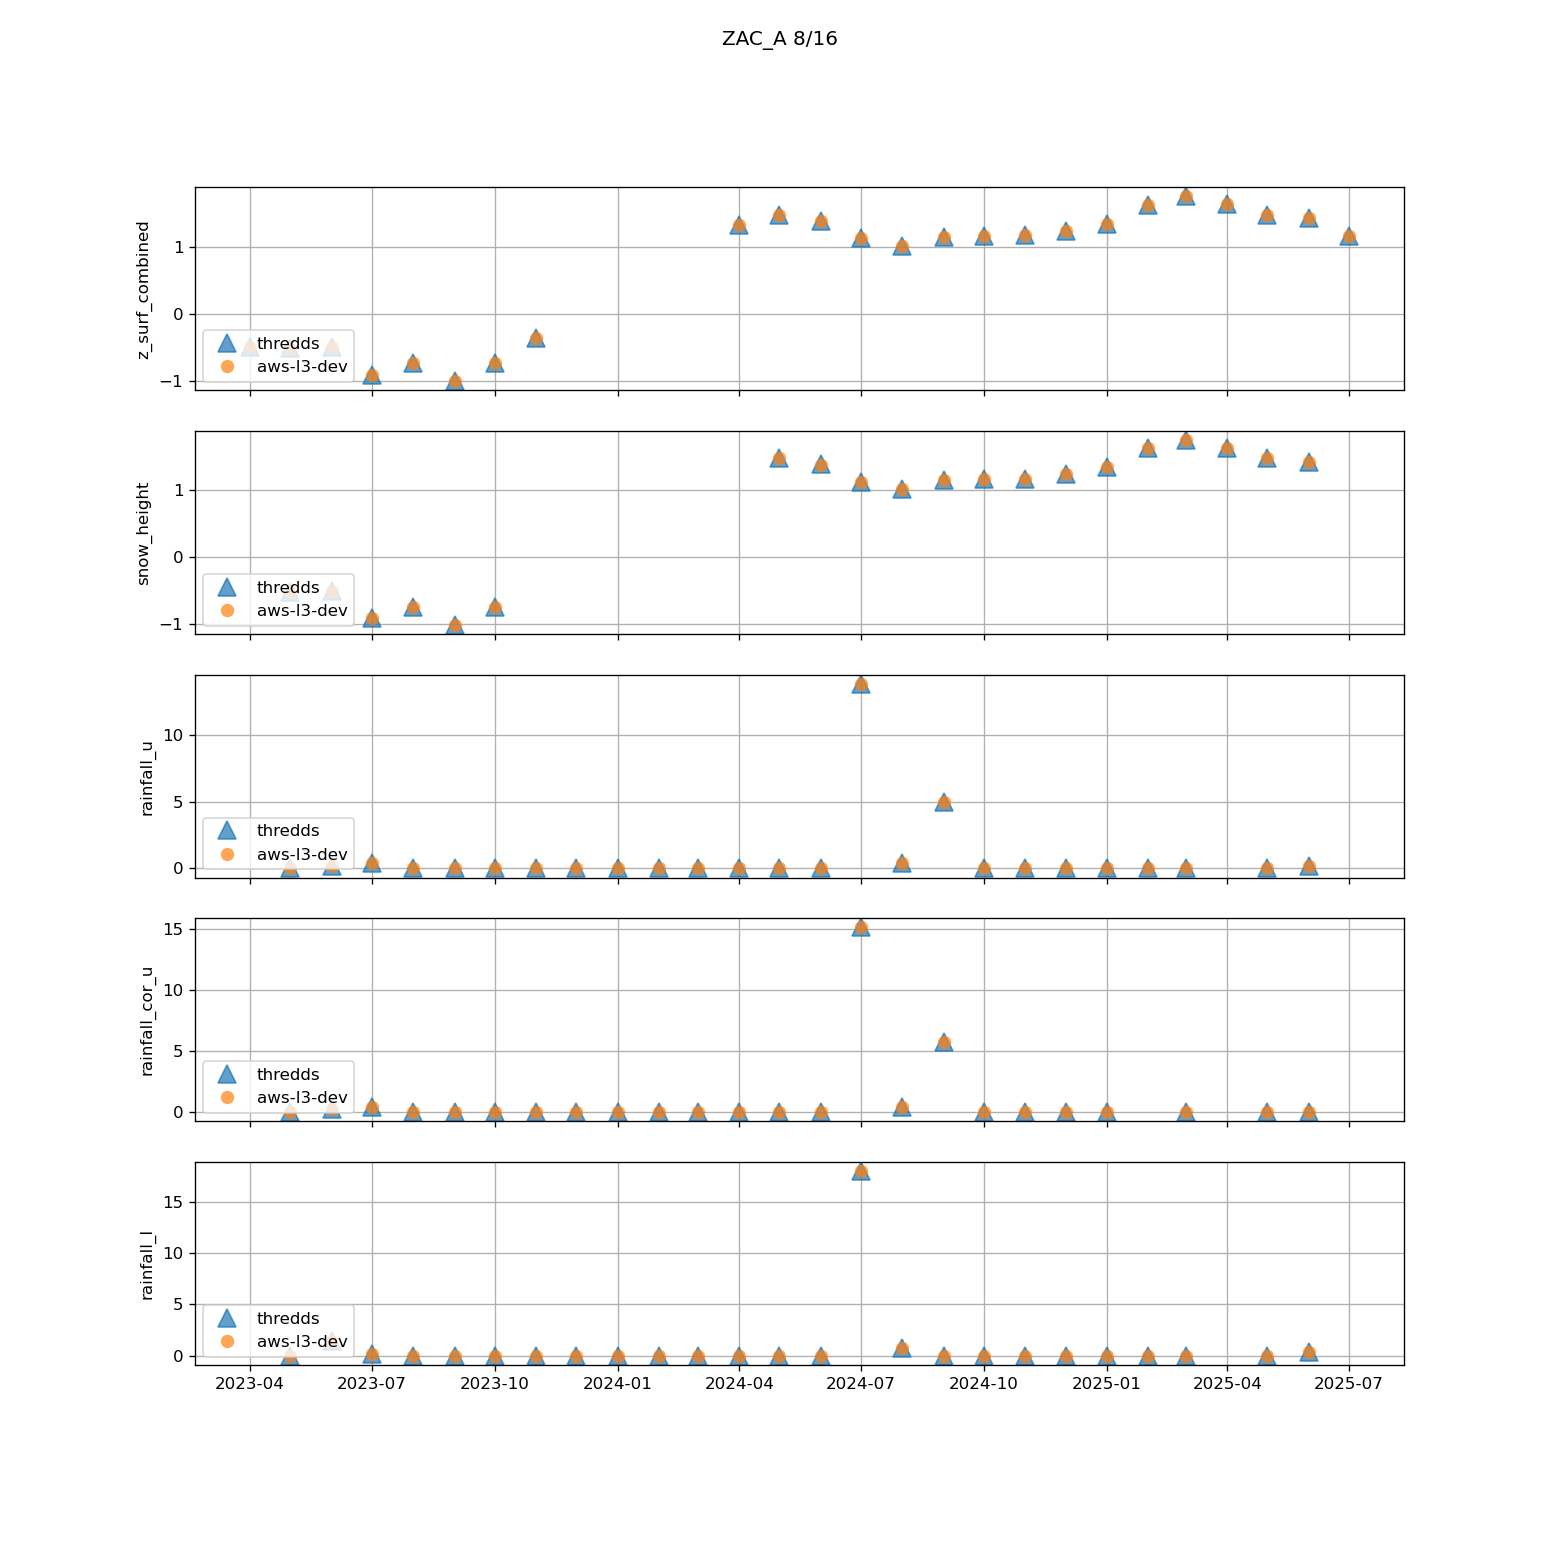 ZAC_A 8/16
z_surf_combined
1
0
−1
thredds
aws-l3-dev
snow_height
1
0
−1
thredds
aws-l3-dev
rainfall_u
10
5
0
thredds
aws-l3-dev
rainfall_cor_u
15
10
5
0
thredds
aws-l3-dev
rainfall_l
15
10
5
0
thredds
aws-l3-dev
2023-04 2023-07 2023-10 2024-01 2024-04 2024-07 2024-10 2025-01 2025-04 2025-07